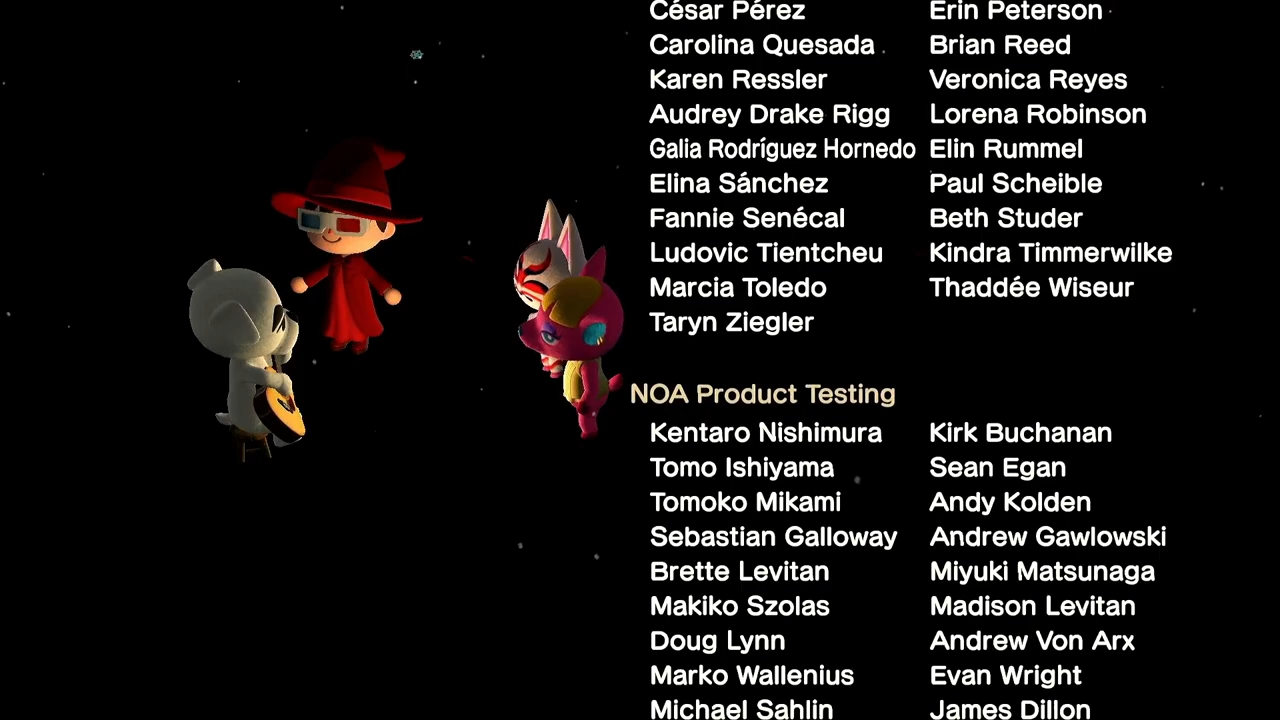 César Pérez Erin Peterson
Carolina Quesada Brian Reed
Karen Ressler Veronica Reyes
Audrey Drake Rigg Lorena Robinson
Galia Rodríguez Hornedo Elin Rummel
Elina Sánchez Paul Scheible
Fannie Senécal Beth Studer
Ludovic Tientcheu Kindra Timmerwilke
Marcia Toledo Thaddée Wiseur
Taryn Ziegler
NOA Product Testing
Kentaro Nishimura Kirk Buchanan
Tomo Ishiyama Sean Egan
Tomoko Mikami Andy Kolden
Sebastian Galloway Andrew Gawlowski
Brette Levitan Miyuki Matsunaga
Makiko Szolas Madison Levitan
Doug Lynn Andrew Von Arx
Marko Wallenius Evan Wright
Michael Sahlin James Dillon